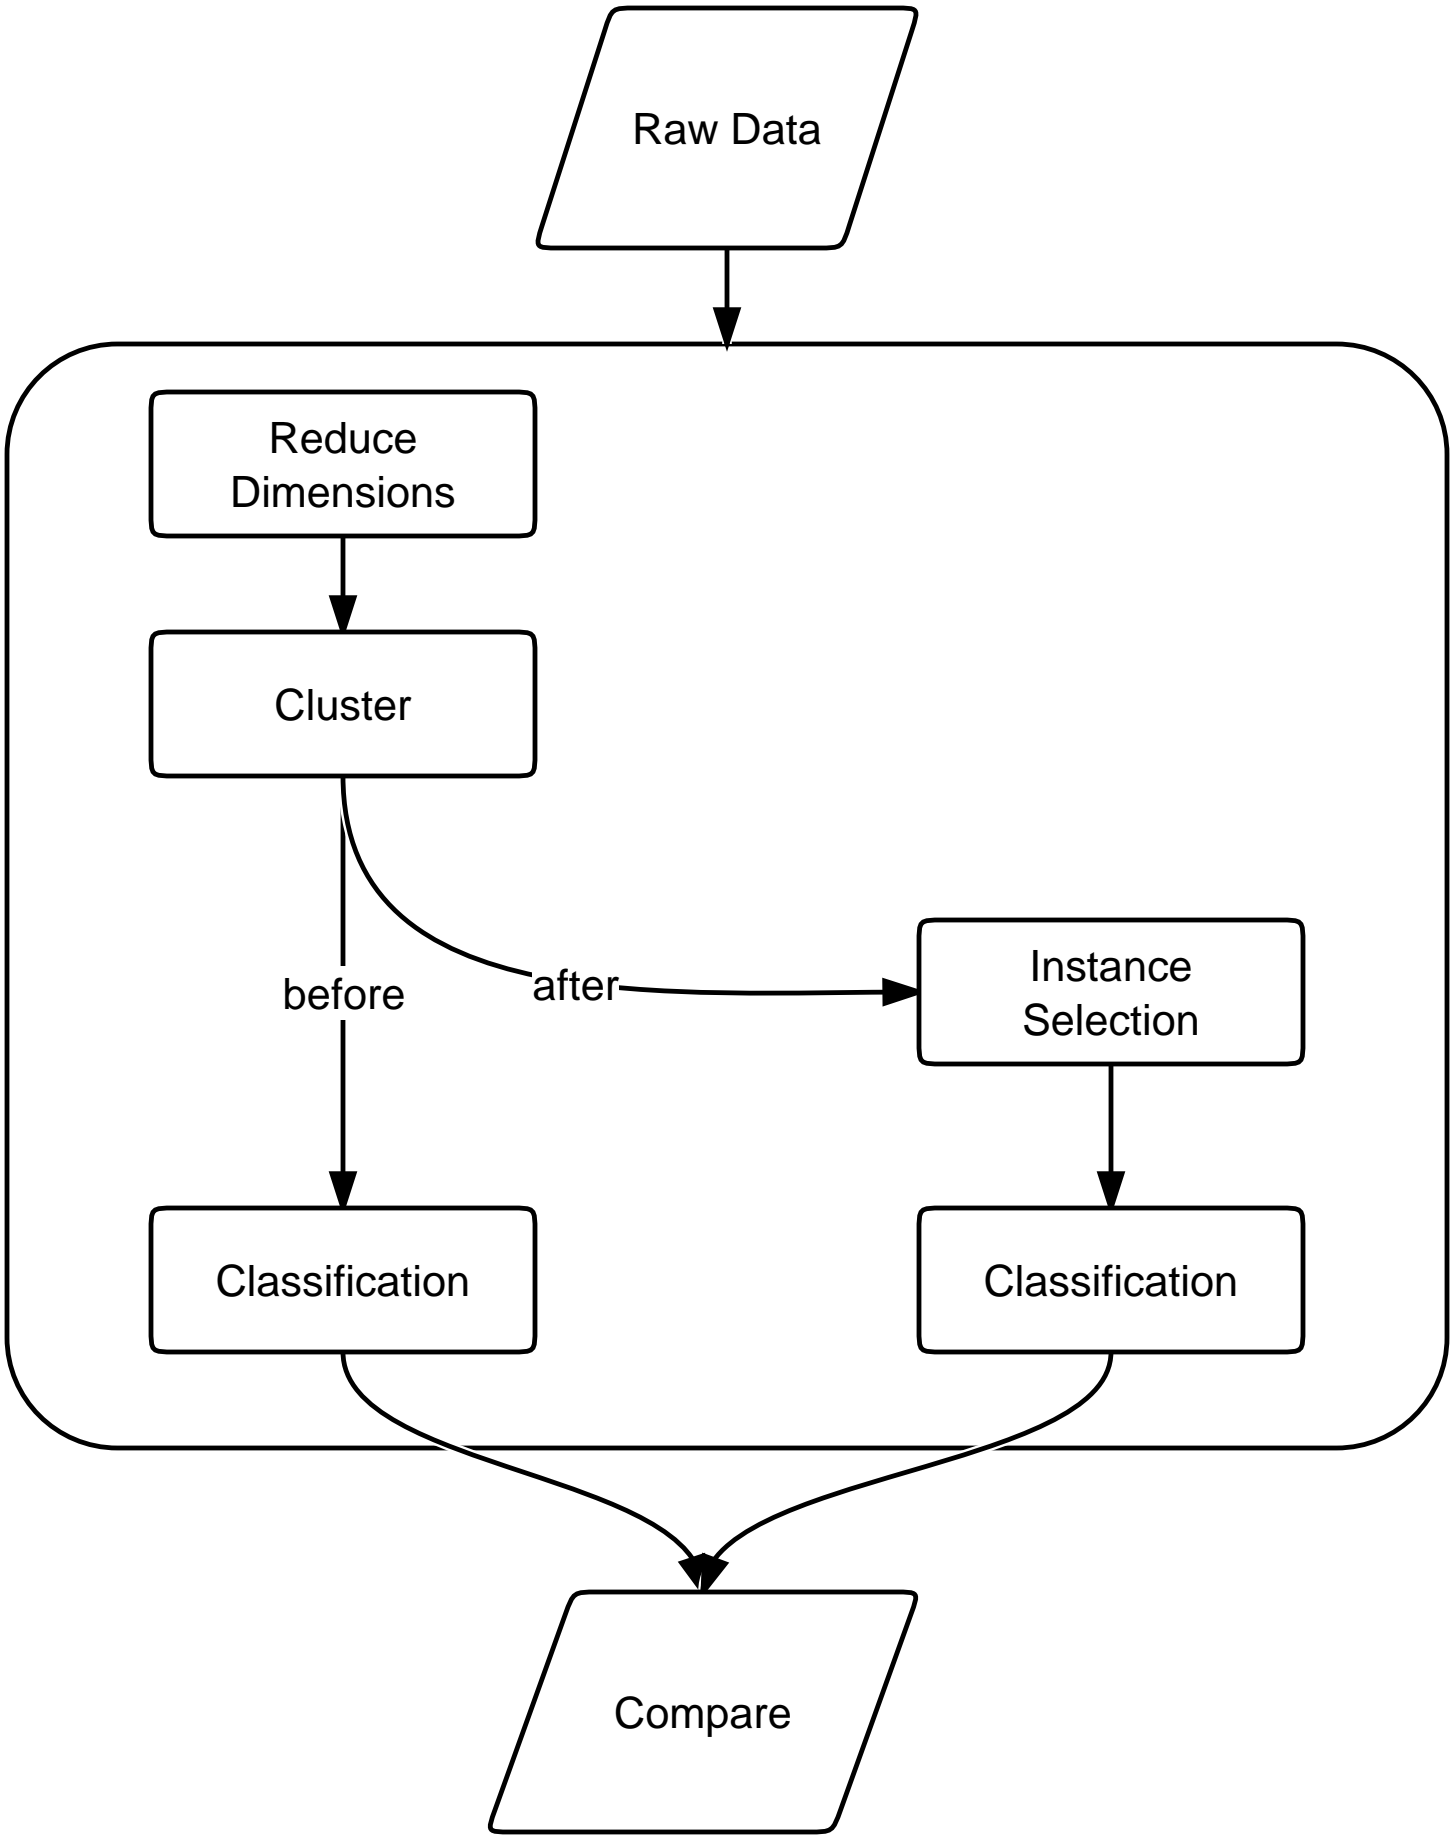 Raw Data
Reduce
Dimensions
Cluster
before
after
Instance
Selection
Classification
Classification
Compare